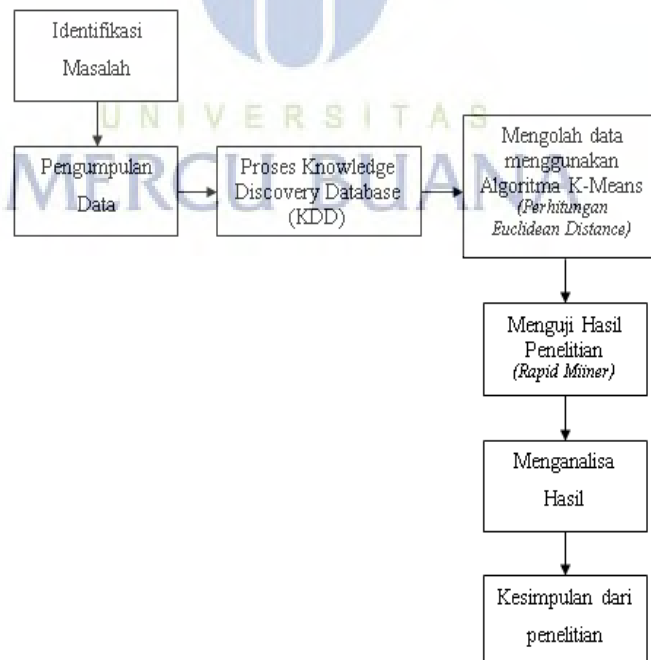 Identifikasi
Masalah
UNIVERSITAS
MERCU BUANA
Pengumpulan
Data
Proses Knowledge
Discovery Database
(KDD)
Mengolah data
menggunakan
Algoritma K-Means
(Perhitungan
Euclidean Distance)
Menguji Hasil
Penelitian
(Rapid Miiner)
Menganalisa
Hasil
Kesimpulan dari
penelitian